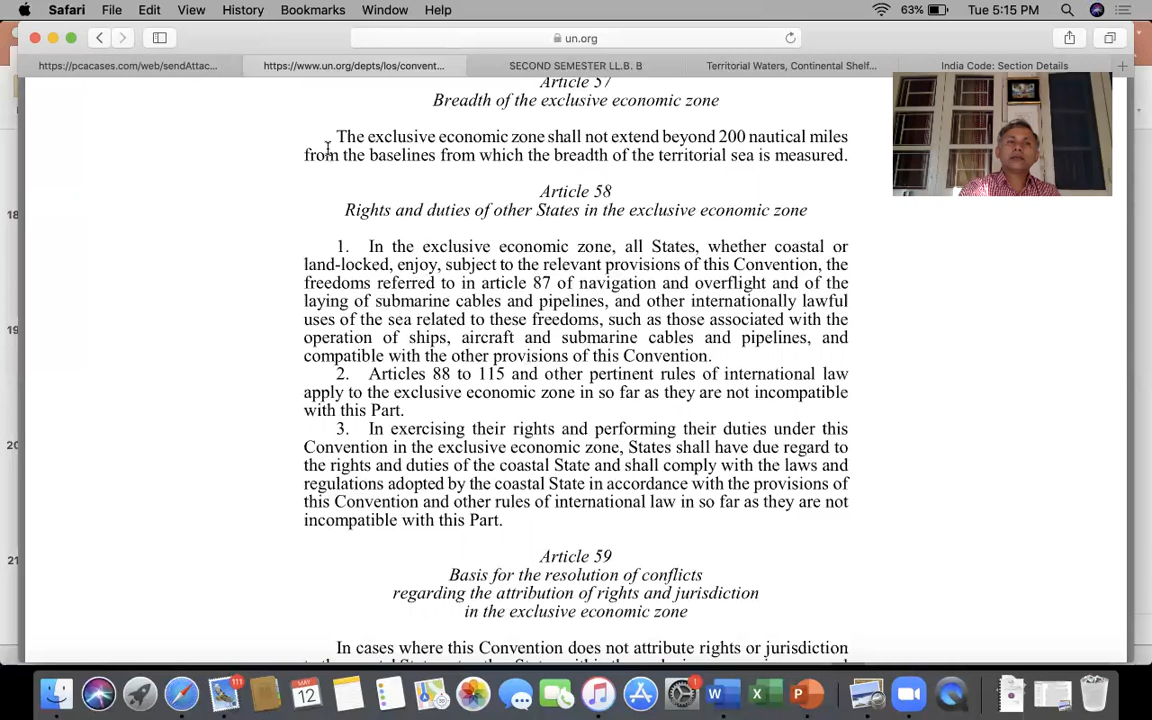 Safari File Edit View History Bookmarks Window Help 63% Tue 5:15 PM
un.org
https://pcacases.com/web/sendAttac... https://www.un.org/depts/los/convent... SECOND SEMESTER LL.B. B Territorial Waters, Continental Shelf... India Code: Section Details
Article 57
Breadth of the exclusive economic zone
The exclusive economic zone shall not extend beyond 200 nautical miles
from the baselines from which the breadth of the territorial sea is measured.
Article 58
Rights and duties of other States in the exclusive economic zone
1. In the exclusive economic zone, all States, whether coastal or
land-locked, enjoy, subject to the relevant provisions of this Convention, the
freedoms referred to in article 87 of navigation and overflight and of the
laying of submarine cables and pipelines, and other internationally lawful
uses of the sea related to these freedoms, such as those associated with the
operation of ships, aircraft and submarine cables and pipelines, and
compatible with the other provisions of this Convention.
2. Articles 88 to 115 and other pertinent rules of international law
apply to the exclusive economic zone in so far as they are not incompatible
with this Part.
3. In exercising their rights and performing their duties under this
Convention in the exclusive economic zone, States shall have due regard to
the rights and duties of the coastal State and shall comply with the laws and
regulations adopted by the coastal State in accordance with the provisions of
this Convention and other rules of international law in so far as they are not
incompatible with this Part.
Article 59
Basis for the resolution of conflicts
regarding the attribution of rights and jurisdiction
in the exclusive economic zone
In cases where this Convention does not attribute rights or jurisdiction
18
19
20
21
111
MAY
12
1
W
X
P